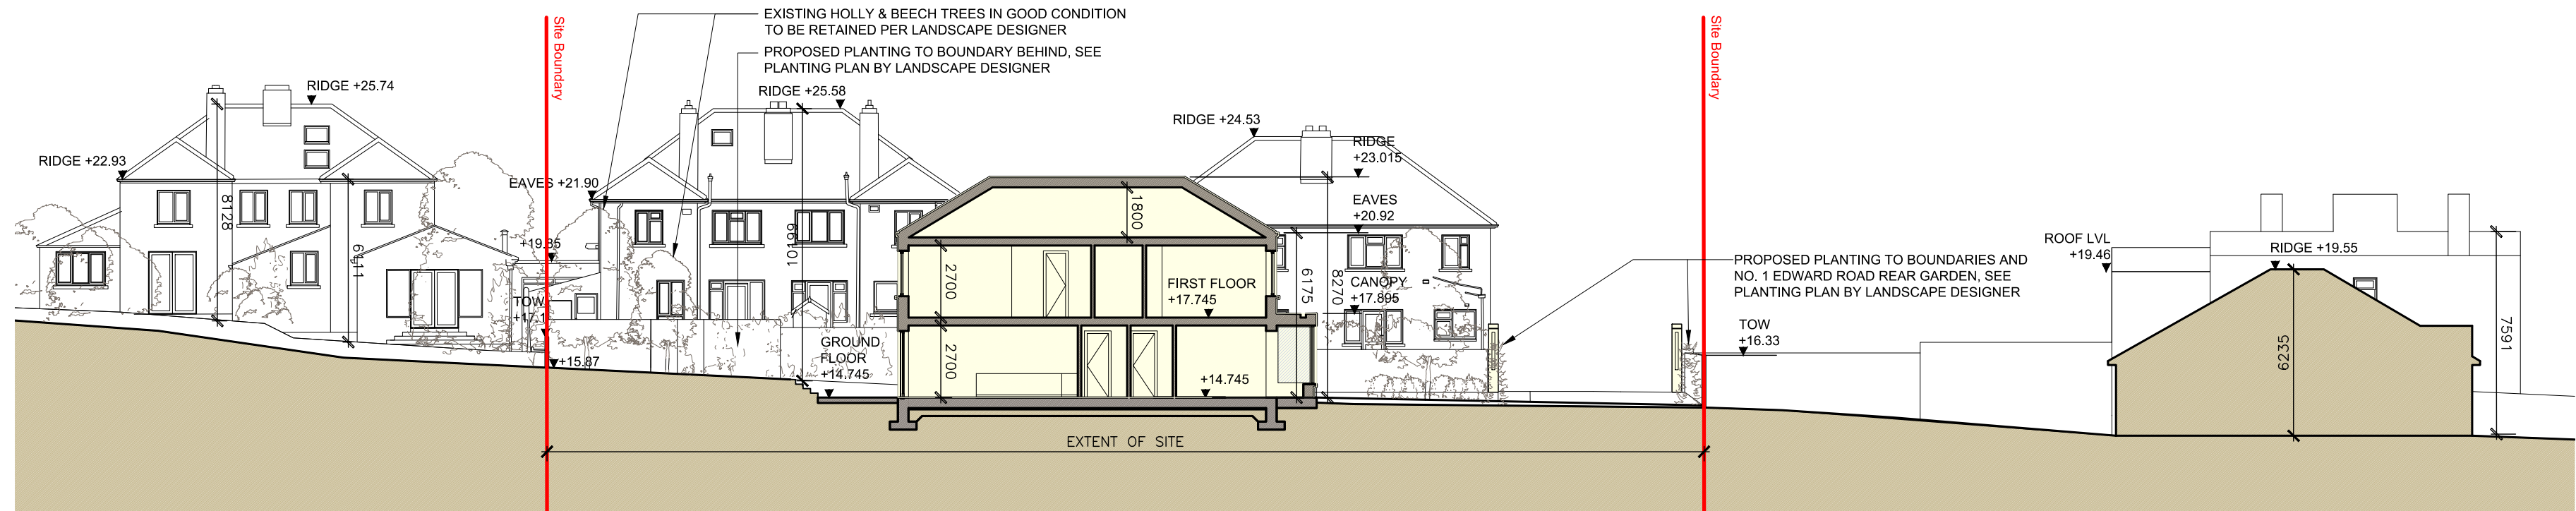 EXISTING HOLLY & BEECH TREES IN GOOD CONDITION
TO BE RETAINED PER LANDSCAPE DESIGNER
PROPOSED PLANTING TO BOUNDARY BEHIND, SEE
PLANTING PLAN BY LANDSCAPE DESIGNER
Site Boundary
Site Boundary
RIDGE +25.74
RIDGE +22.93
8128
6211
RIDGE +25.58
EAVES +21.90
+19.85
TOW
+15.87
10199
GROUND
FLOOR
+14.745
RIDGE +24.53
RIDGE
+23.015
EAVES
+20.92
1800
2700
2700
FIRST FLOOR
+17.745
+14.745
6175
8270
CANOPY
+17.895
EXTENT OF SITE
PROPOSED PLANTING TO BOUNDARIES AND
NO. 1 EDWARD ROAD REAR GARDEN, SEE
PLANTING PLAN BY LANDSCAPE DESIGNER
TOW
+16.33
ROOF LVL
+19.46
RIDGE +19.55
6235
7591